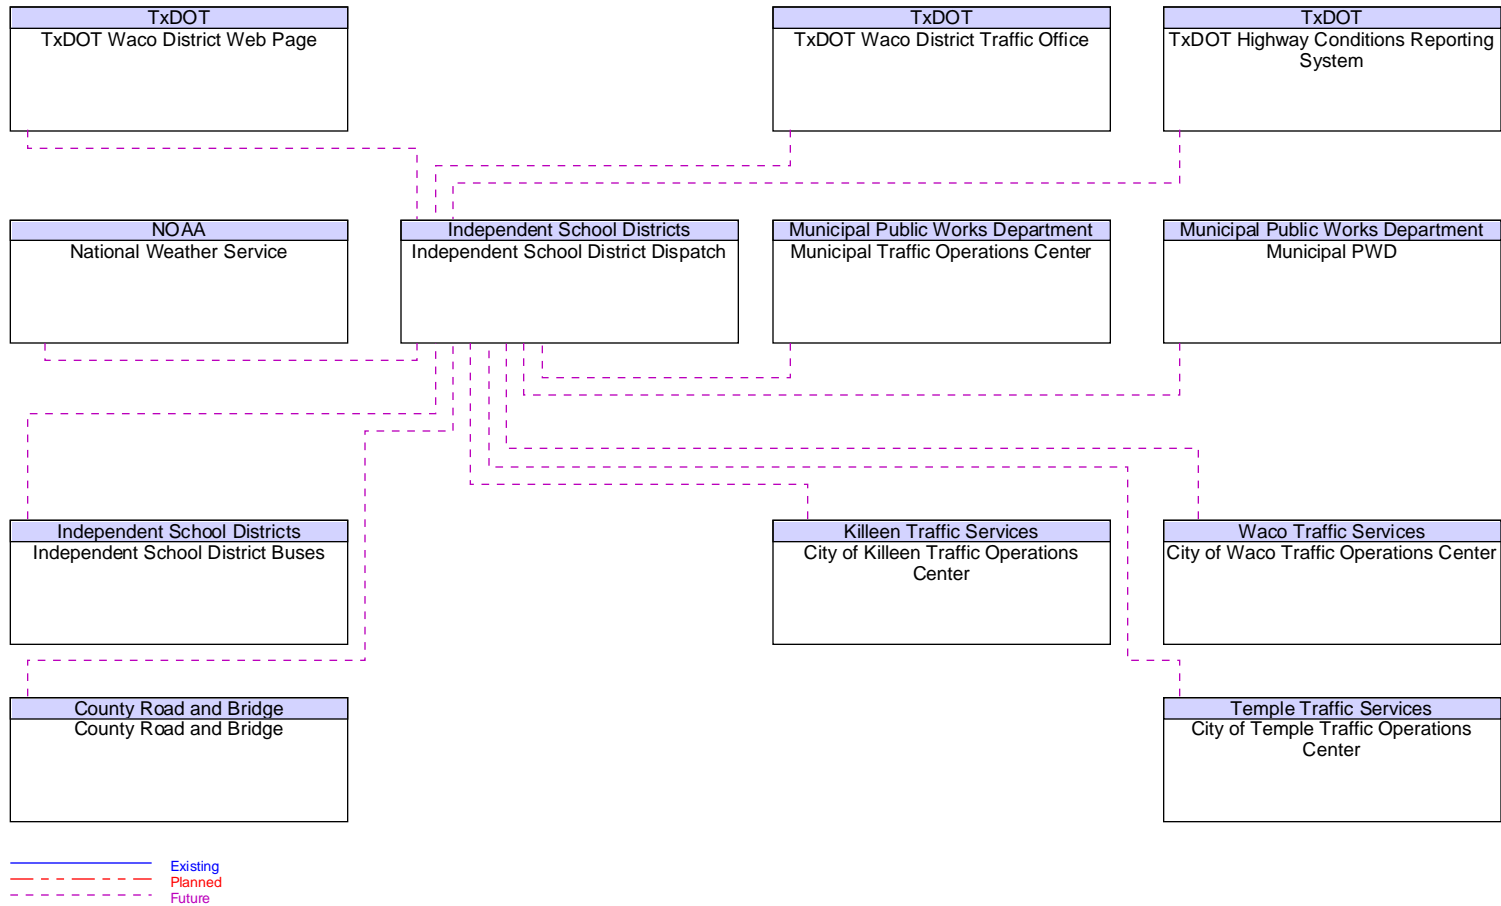 TxDOT
TxDOT Waco District Web Page
TxDOT
TxDOT Waco District Traffic Office
TxDOT
TxDOT Highway Conditions Reporting
System
NOAA
National Weather Service
Independent School Districts
Independent School District Dispatch
Municipal Public Works Department
Municipal Traffic Operations Center
Municipal Public Works Department
Municipal PWD
Independent School Districts
Independent School District Buses
Killeen Traffic Services
City of Killeen Traffic Operations
Center
Waco Traffic Services
City of Waco Traffic Operations Center
County Road and Bridge
County Road and Bridge
Temple Traffic Services
City of Temple Traffic Operations
Center
Existing
Planned
Future